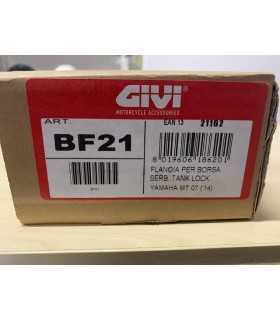 GIVI
MOTORCYCLE ACCESSORIES
ART. EAN 13 21162
BF21
8 019606 186201
FLANGIA PER BORSA
SERB. TANK LOCK
YAMAHA MT 07 ('14)